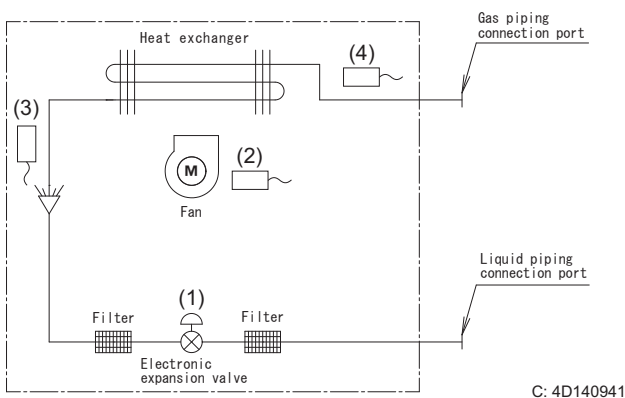 Gas piping
connection port
Heat exchanger
(4)
(3)
(2)
M
Fan
Liquid piping
connection port
(1)
Filter
Filter
Electronic
expansion valve
C: 4D140941